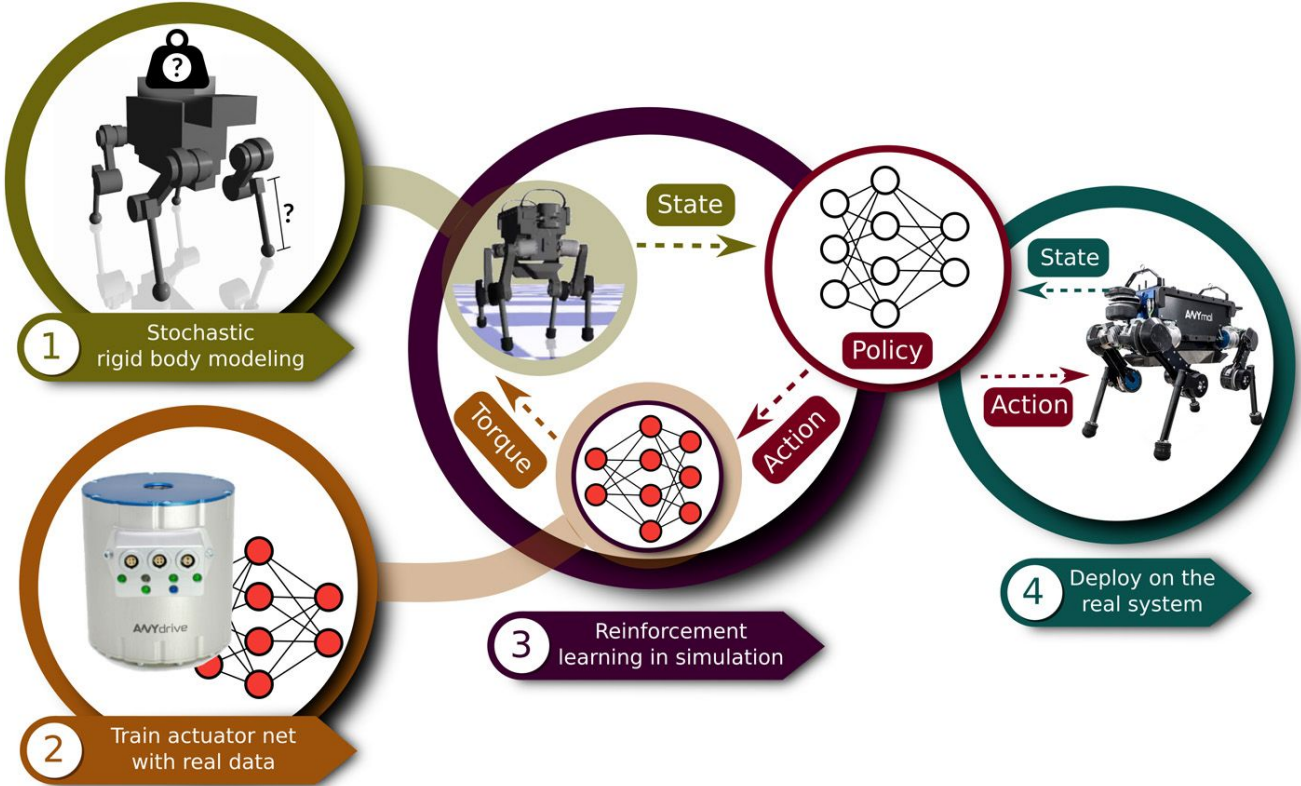 ?
?
1
Stochastic
rigid body modeling
ANYdrive
2
Train actuator net
with real data
State
Policy
Action
Torque
3
Reinforcement
learning in simulation
State
ANYmal
Action
4
Deploy on the
real system